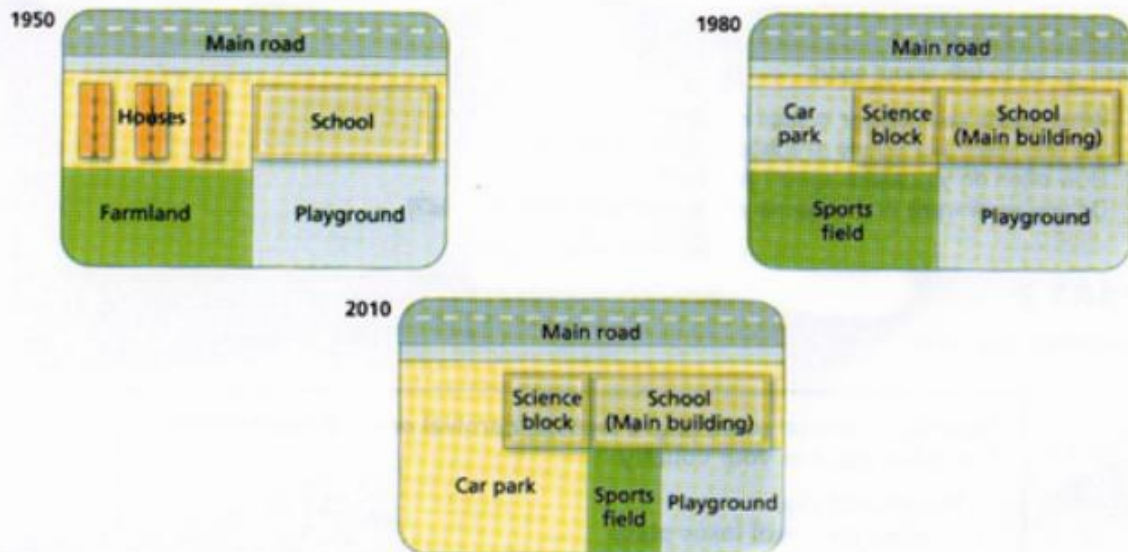 1950
Main road
Houses
School
Farmland
Playground
1980
Main road
Car
park
Science
block
School
(Main building)
Sports
field
Playground
2010
Main road
Science
block
School
(Main building)
Car park
Sports
field
Playground